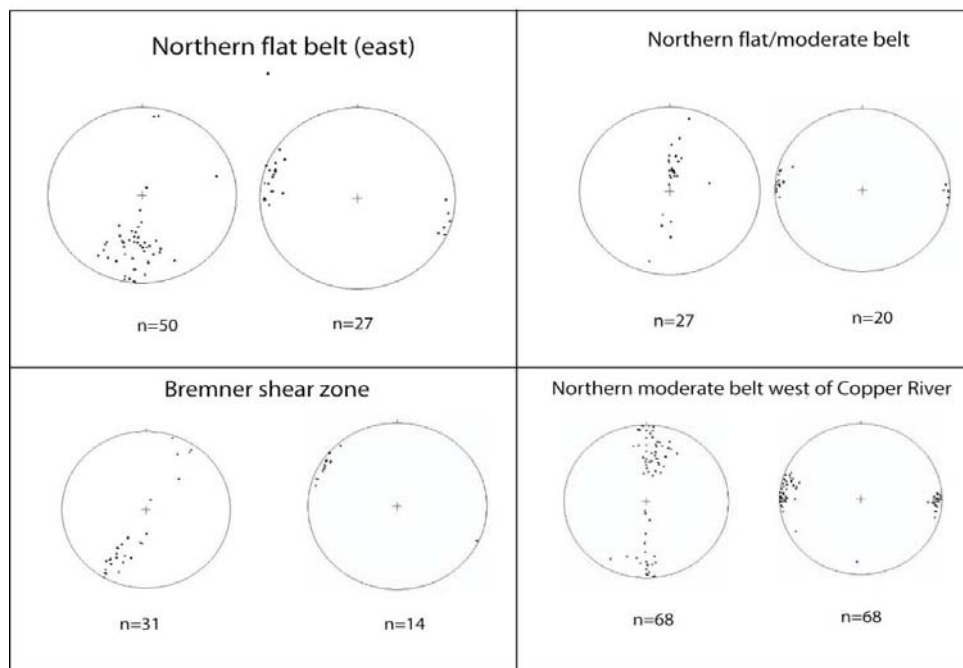 Northern flat belt (east)
n=50
n=27
Northern flat/moderate belt
n=27
n=20
Bremner shear zone
n=31
n=14
Northern moderate belt west of Copper River
n=68
n=68